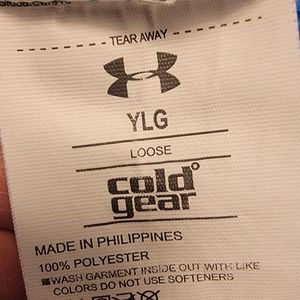 TEAR AWAY
YLG
LOOSE
cold
gear
MADE IN PHILIPPINES
100% POLYESTER
WASH GARMENT INSIDE OUT WITH LIKE
COLORS DO NOT USE SOFTENERS